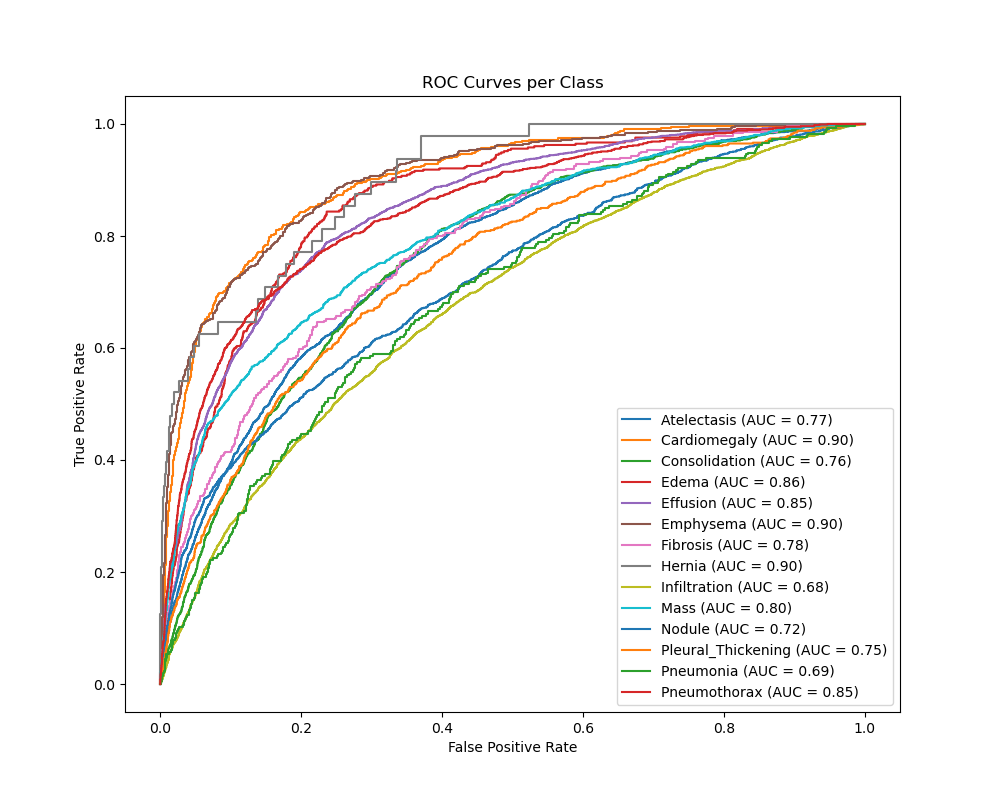 ROC Curves per Class
True Positive Rate
1.0
0.8
0.6
0.4
0.2
0.0
Atelectasis (AUC = 0.77)
Cardiomegaly (AUC = 0.90)
Consolidation (AUC = 0.76)
Edema (AUC = 0.86)
Effusion (AUC = 0.85)
Emphysema (AUC = 0.90)
Fibrosis (AUC = 0.78)
Hernia (AUC = 0.90)
Infiltration (AUC = 0.68)
Mass (AUC = 0.80)
Nodule (AUC = 0.72)
Pleural_Thickening (AUC = 0.75)
Pneumonia (AUC = 0.69)
Pneumothorax (AUC = 0.85)
0.0 0.2 0.4 0.6 0.8 1.0
False Positive Rate